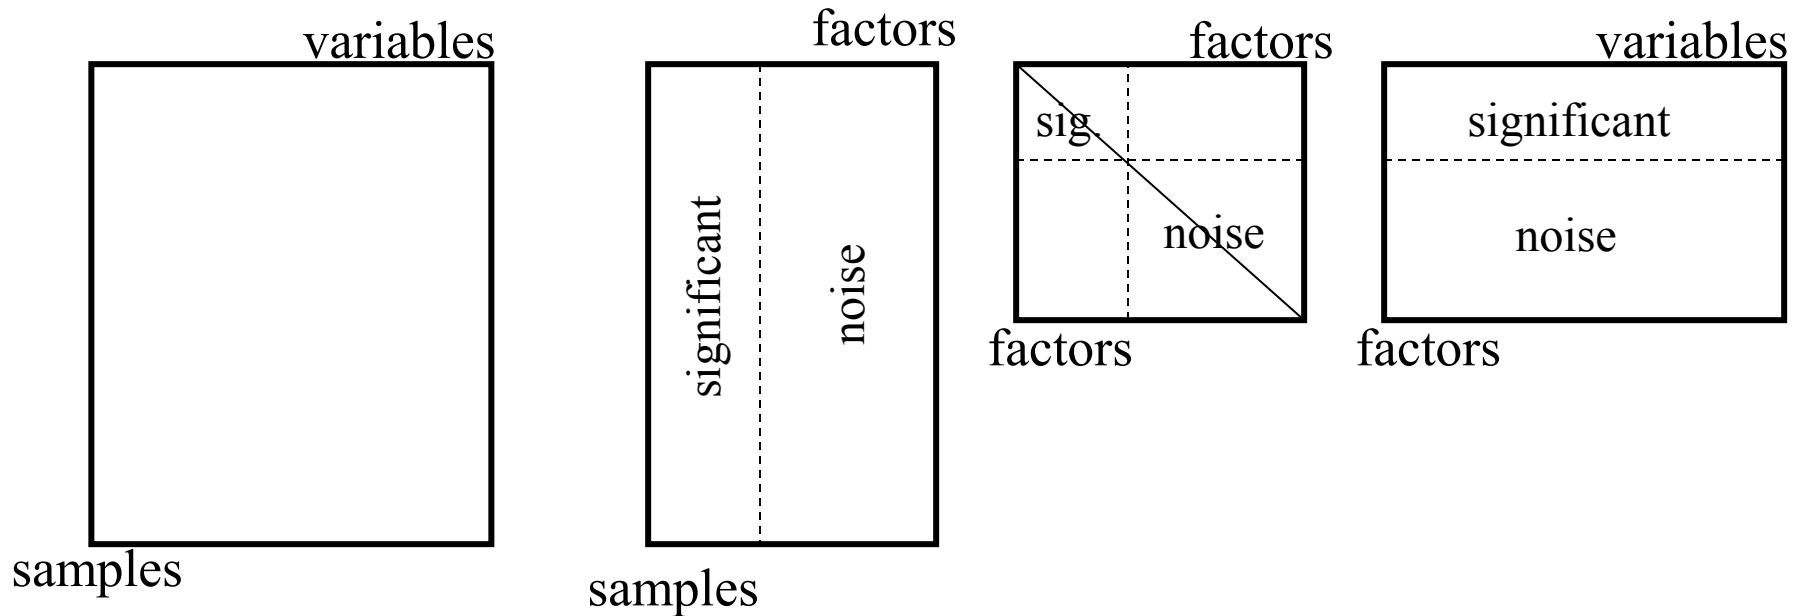 variables
samples
factors
significant
noise
samples
factors
sig.
noise
factors
variables
significant
noise
factors